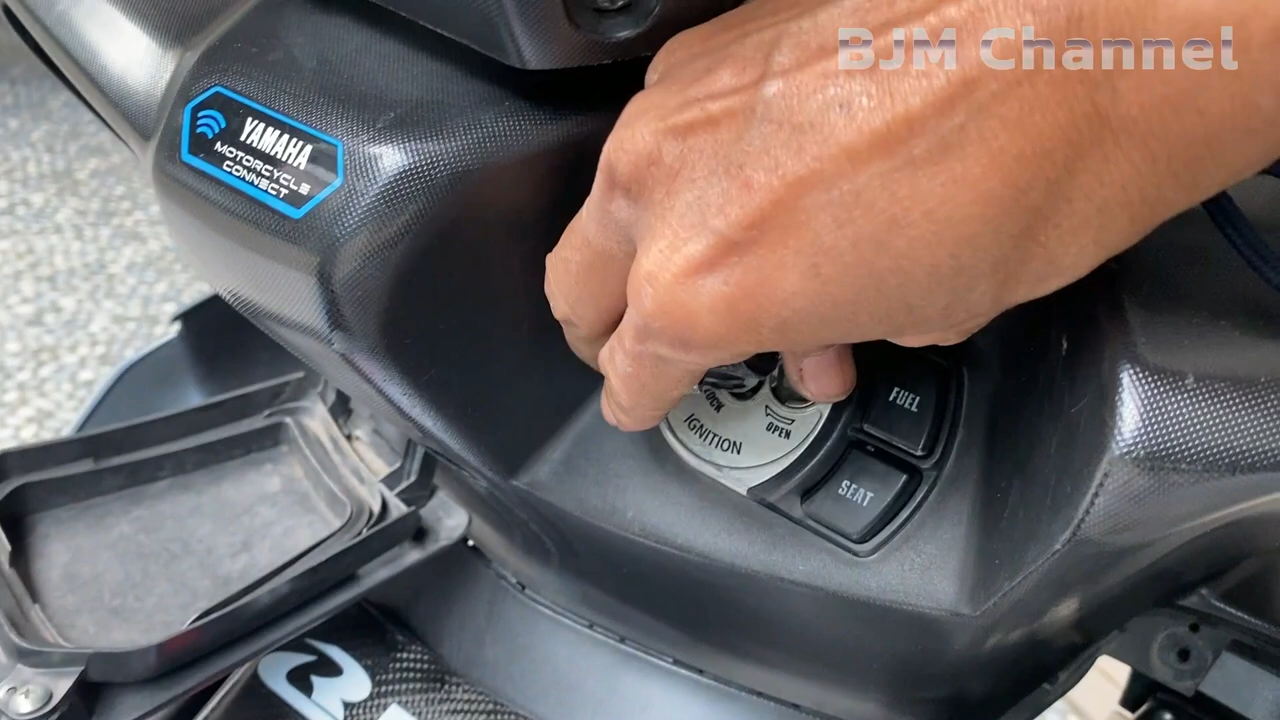 BJM Channel
YAMAHA
MOTORCYCLE
CONNECT
LOCK
IGNITION
OPEN
FUEL
SEAT